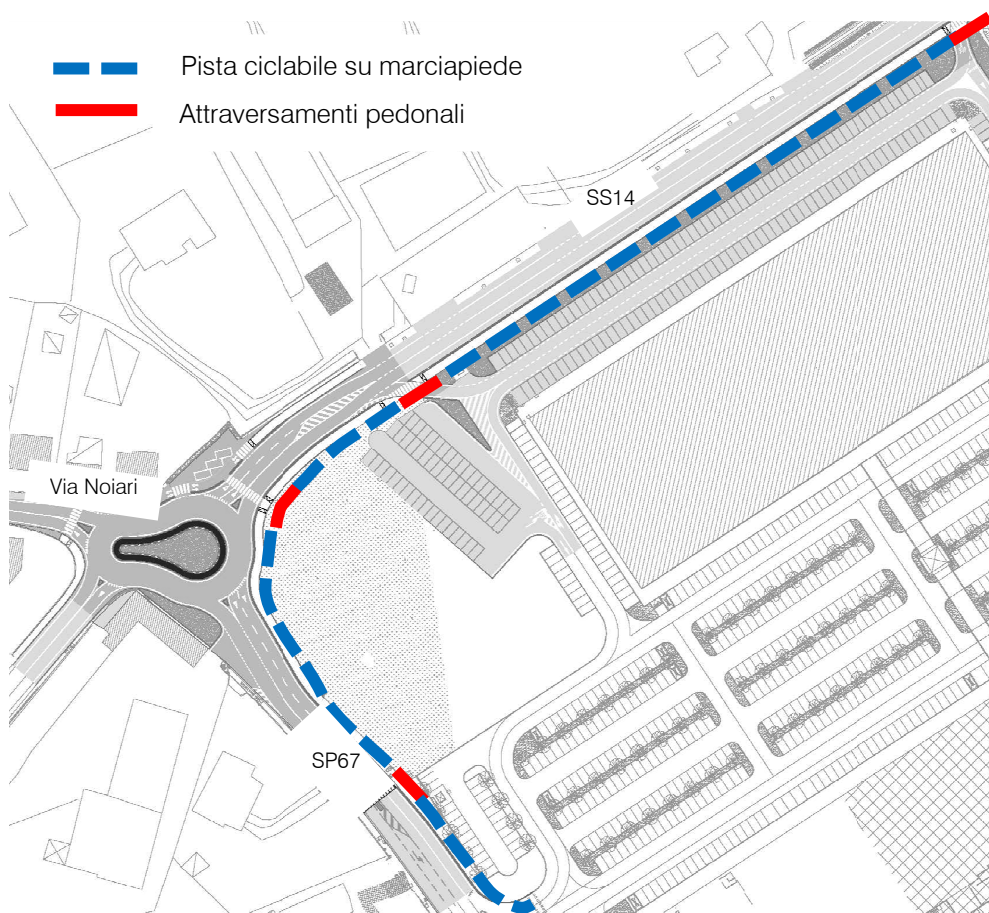 Pista ciclabile su marciapiede
Attraversamenti pedonali
SS14
Via Noiari
SP67